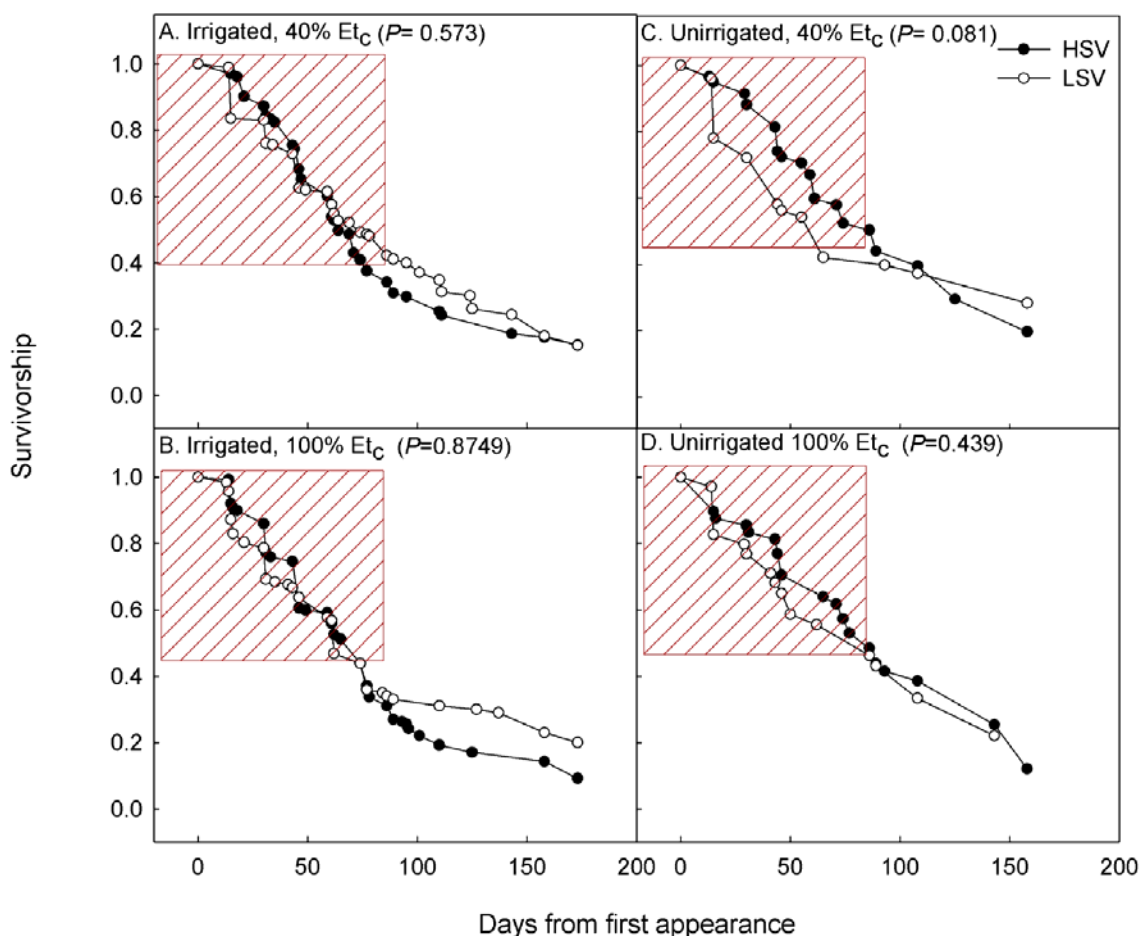 A. Irrigated, 40% Etc (P= 0.573)
C. Unirrigated, 40% Etc (P= 0.081)
HSV
LSV
1.0
0.8
0.6
0.4
0.2
0.0
Survivorship
B. Irrigated, 100% Etc (P=0.8749)
D. Unirrigated 100% Etc (P=0.439)
1.0
0.8
0.6
0.4
0.2
0.0
0 50 100 150 200 0 50 100 150 200
Days from first appearance